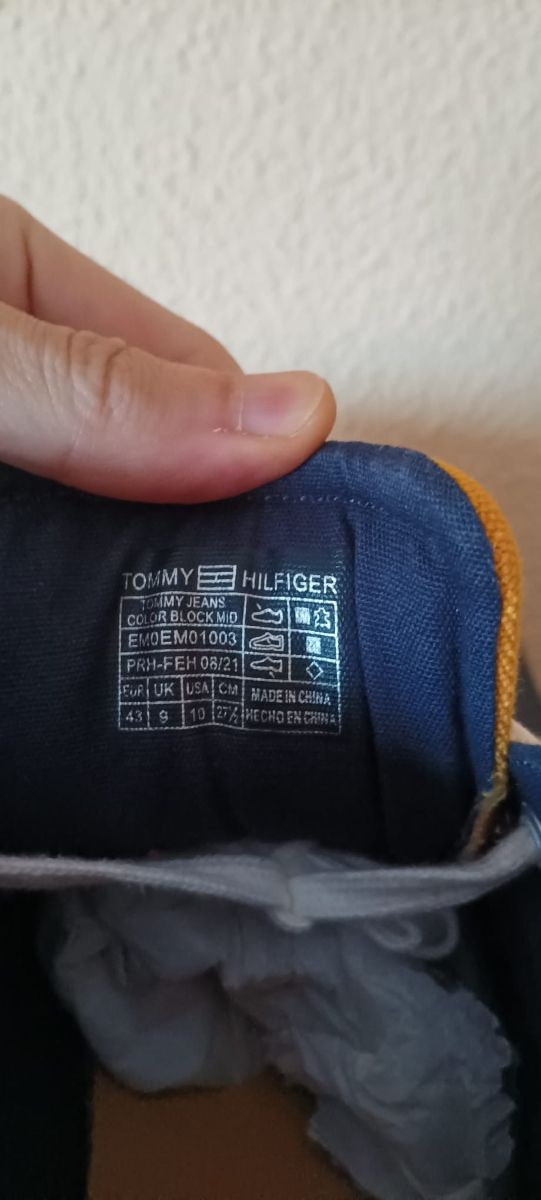 TOMMY HILFIGER
TOMMY JEANS
COLOR BLOCK MID
EM0EM01003
PRH-FEH 08/21
EUR UK USA CM
43 9 10 27½
MADE IN CHINA
HECHO EN CHINA